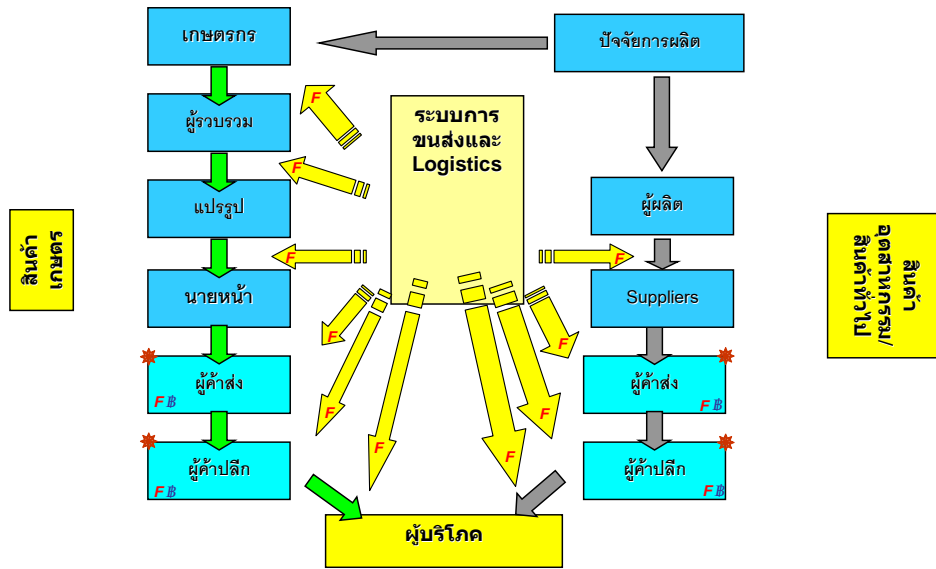 เกษตรกร
ปัจจัยการผลิต
ผู้รวบรวม
ระบบการ
ขนส่งและ
Logistics
F
F
แปรรูป
ผู้ผลิต
สินค้า
เกษตร
สินค้า
อุตสาหกรรม/
สินค้าทั่วไป
F
F
นายหน้า
Suppliers
F
F
ผู้ค้าส่ง
F ฿
ผู้ค้าส่ง
F ฿
F
F
F
F
ผู้ค้าปลีก
F ฿
ผู้ค้าปลีก
F ฿
ผู้บริโภค